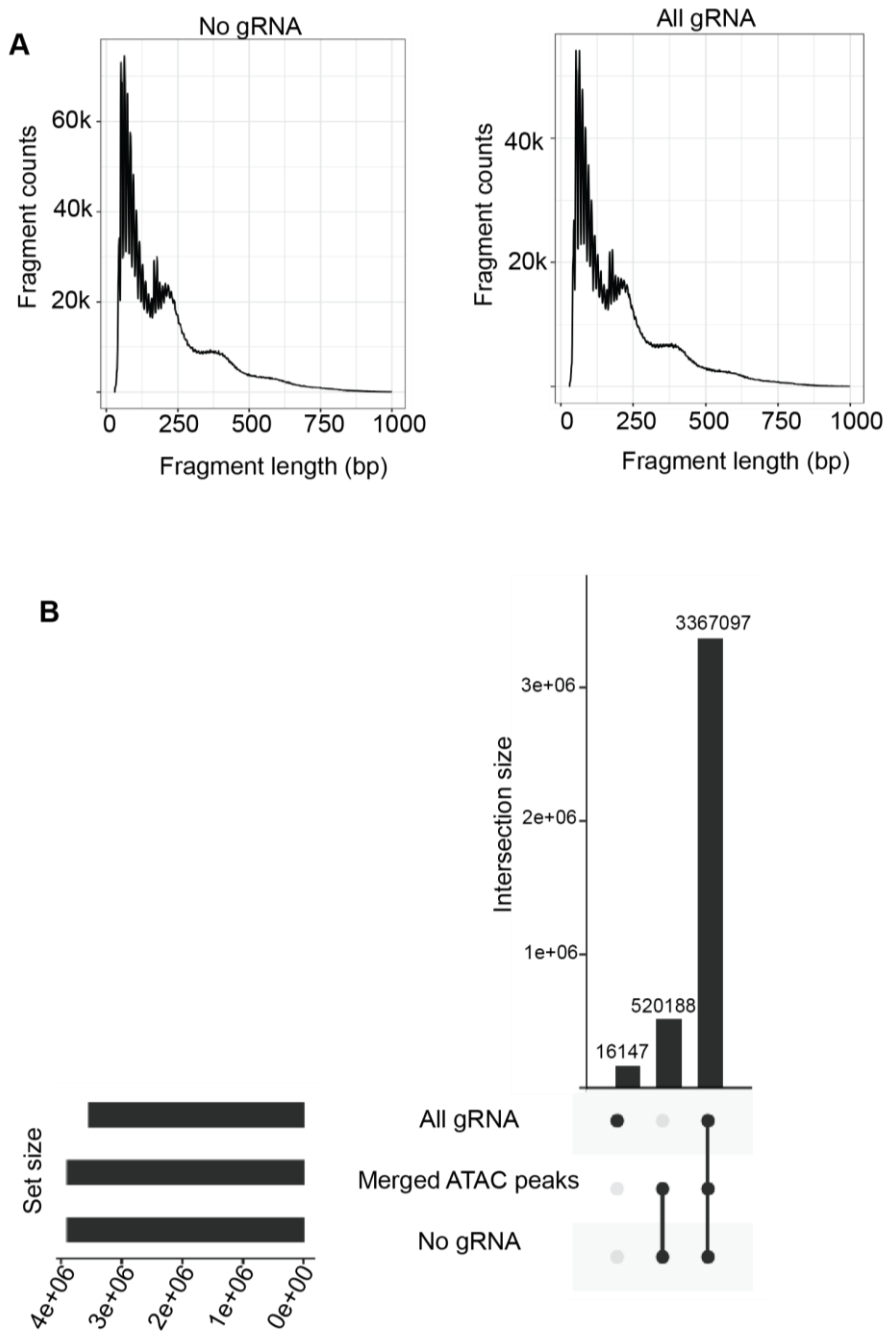 A
No gRNA
All gRNA
Fragment counts
60k
40k
20k
0
250
500
750
1000
Fragment length (bp)
Fragment counts
40k
20k
0
250
500
750
1000
Fragment length (bp)
B
Intersection size
3e+06
2e+06
1e+06
3367097
520188
16147
Set size
All gRNA
Merged ATAC peaks
No gRNA
4e+06
3e+06
2e+06
1e+06
0e+00